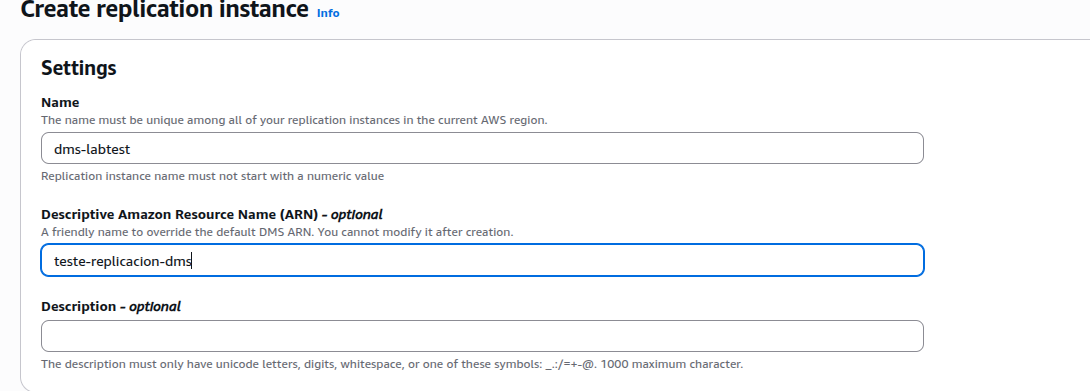 Create replication instance Info
Settings
Name
The name must be unique among all of your replication instances in the current AWS region.
dms-labtest
Replication instance name must not start with a numeric value
Descriptive Amazon Resource Name (ARN) - optional
A friendly name to override the default DMS ARN. You cannot modify it after creation.
teste-replicacion-dms
Description - optional
The description must only have unicode letters, digits, whitespace, or one of these symbols: _.:/=+-@. 1000 maximum character.